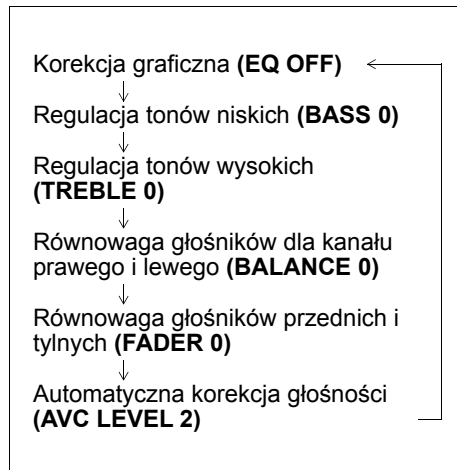 Korekcja graficzna (EQ OFF)
Regulacja tonów niskich (BASS 0)
Regulacja tonów wysokich
(TREBLE 0)
Równowaga głośników dla kanału
prawego i lewego (BALANCE 0)
Równowaga głośników przednich i
tylnych (FADER 0)
Automatyczna korekcja głośności
(AVC LEVEL 2)